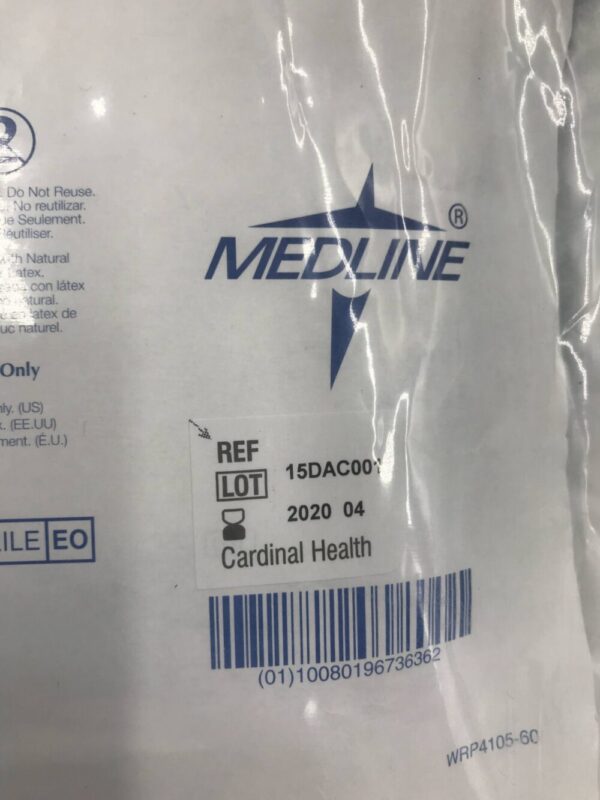 Do Not Reuse.
No reutilizar.
Seulement.
Réutiliser.
Natural
Latex.
con látex
natural.
latex de
naturel.
Only
(US)
(EE.UU)
(É.U.)
EO
MEDLINE®
REF
LOT 15DAC001
2020 04
Cardinal Health
(01)10080196736362
WRP4105-60